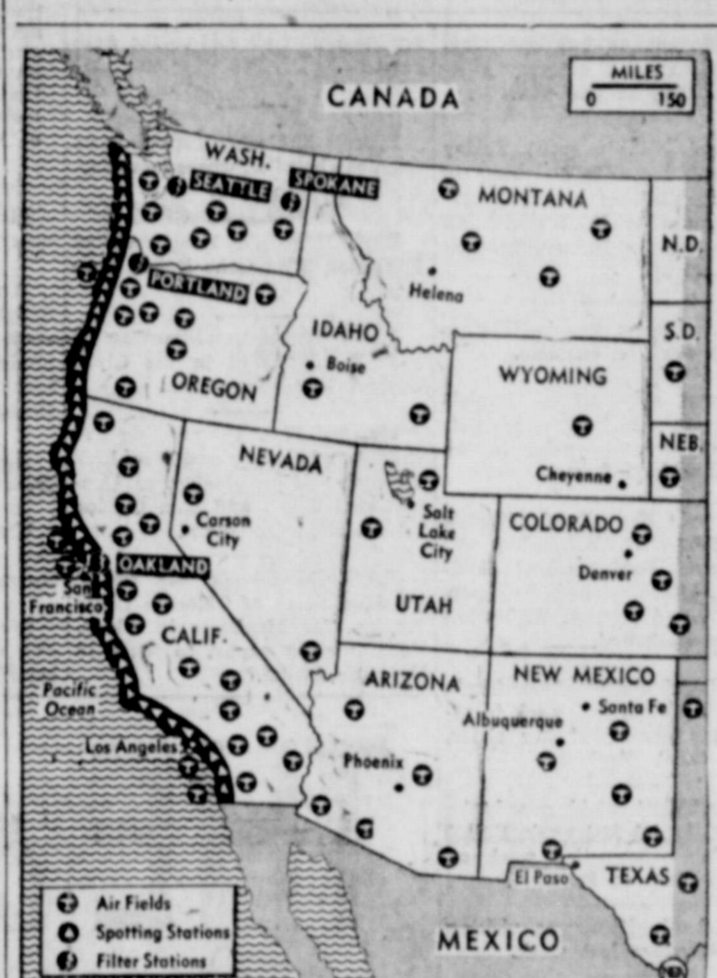 MILES
0 150
CANADA
WASH.
SEATTLE
SPOKANE
MONTANA
N.D.
PORTLAND
Helena
IDAHO
S.D.
Boise
WYOMING
OREGON
NEB.
NEVADA
Cheyenne
Carson
City
Salt
Lake
City
COLORADO
OAKLAND
Denver
San
Francisco
UTAH
CALIF.
ARIZONA
NEW MEXICO
Pacific
Ocean
Santa Fe
Albuquerque
Los Angeles
Phoenix
El Paso
TEXAS
Air Fields
Spotting Stations
Filter Stations
MEXICO